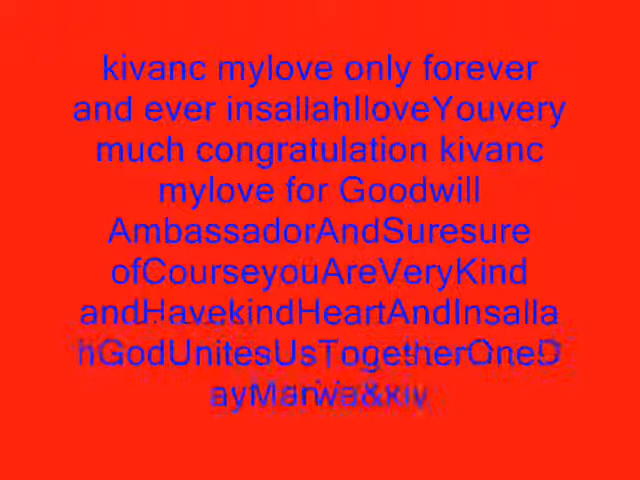 kivanc mylove only forever
and ever insallahIloveYouvery
much congratulation kivanc
mylove for Goodwill
AmbassadorAndSuresure
ofCourseyouAreVeryKind
andHavekindHeartAndInsalla
hGodUnitesUsTogetherOneD
ayMarwa&kiv